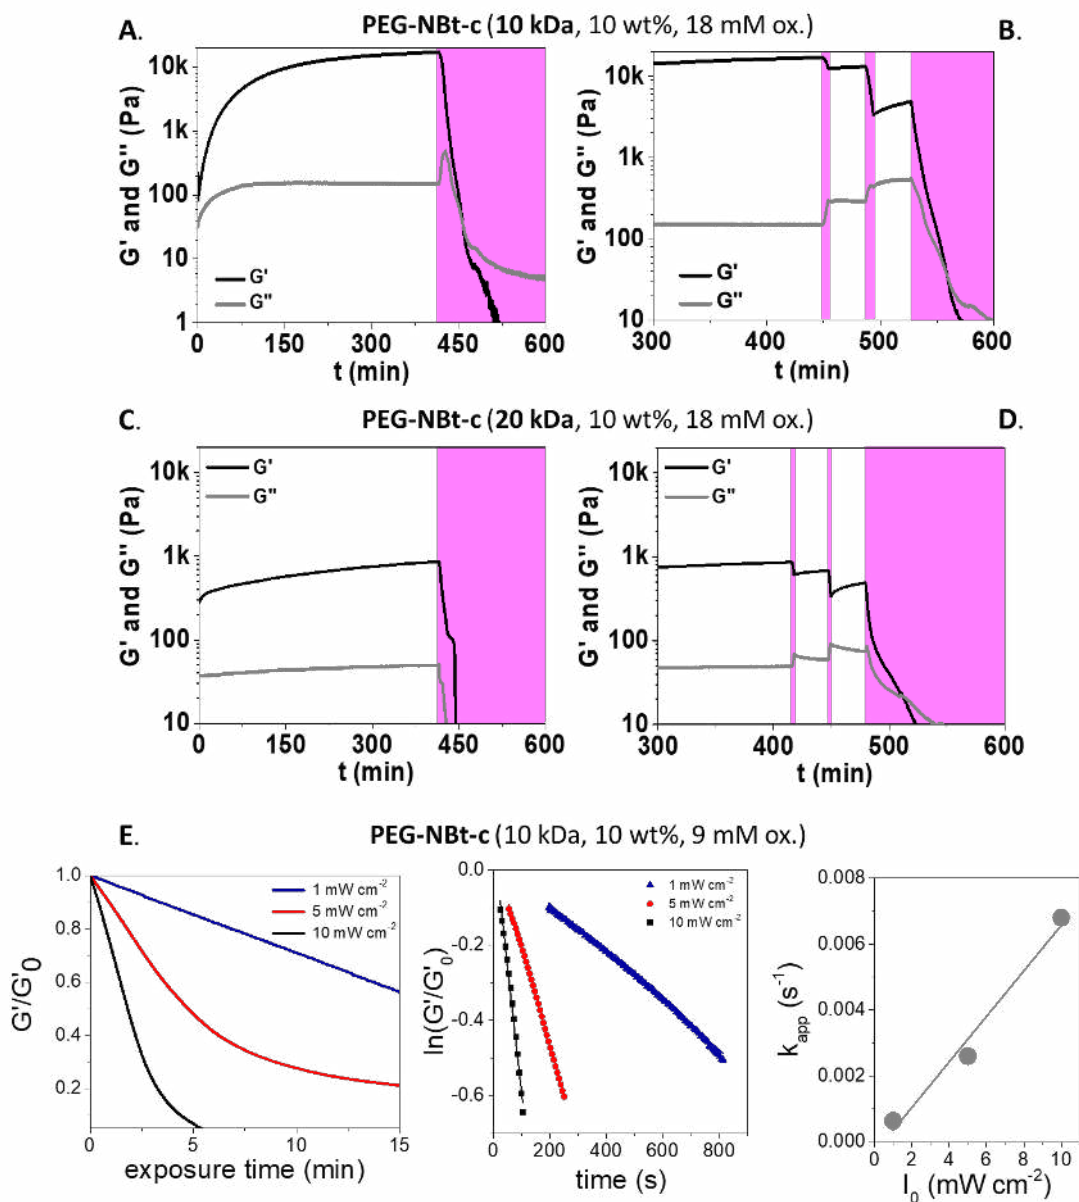 A. PEG-NBt-c (10 kDa, 10 wt%, 18 mM ox.) B.
G' and G'' (Pa)
10k
1k
100
10
1
G'
G''
0 150 300 450 600
t (min)
G' and G'' (Pa)
10k
1k
100
10
G'
G''
300 400 500 600
t (min)
C. PEG-NBt-c (20 kDa, 10 wt%, 18 mM ox.) D.
G' and G'' (Pa)
10k
1k
100
10
G'
G''
0 150 300 450 600
t (min)
G' and G'' (Pa)
10k
1k
100
10
G'
G''
300 400 500 600
t (min)
E. PEG-NBt-c (10 kDa, 10 wt%, 9 mM ox.)
G'/G'0
1.0
0.8
0.6
0.4
0.2
1 mW cm-2
5 mW cm-2
10 mW cm-2
0 5 10 15
exposure time (min)
ln(G'/G'0)
0.0
-0.2
-0.4
-0.6
1 mW cm-2
5 mW cm-2
10 mW cm-2
0 200 400 600 800
time (s)
kapp (s-1)
0.008
0.006
0.004
0.002
0.000
0 2 4 6 8 10
I0 (mW cm-2)